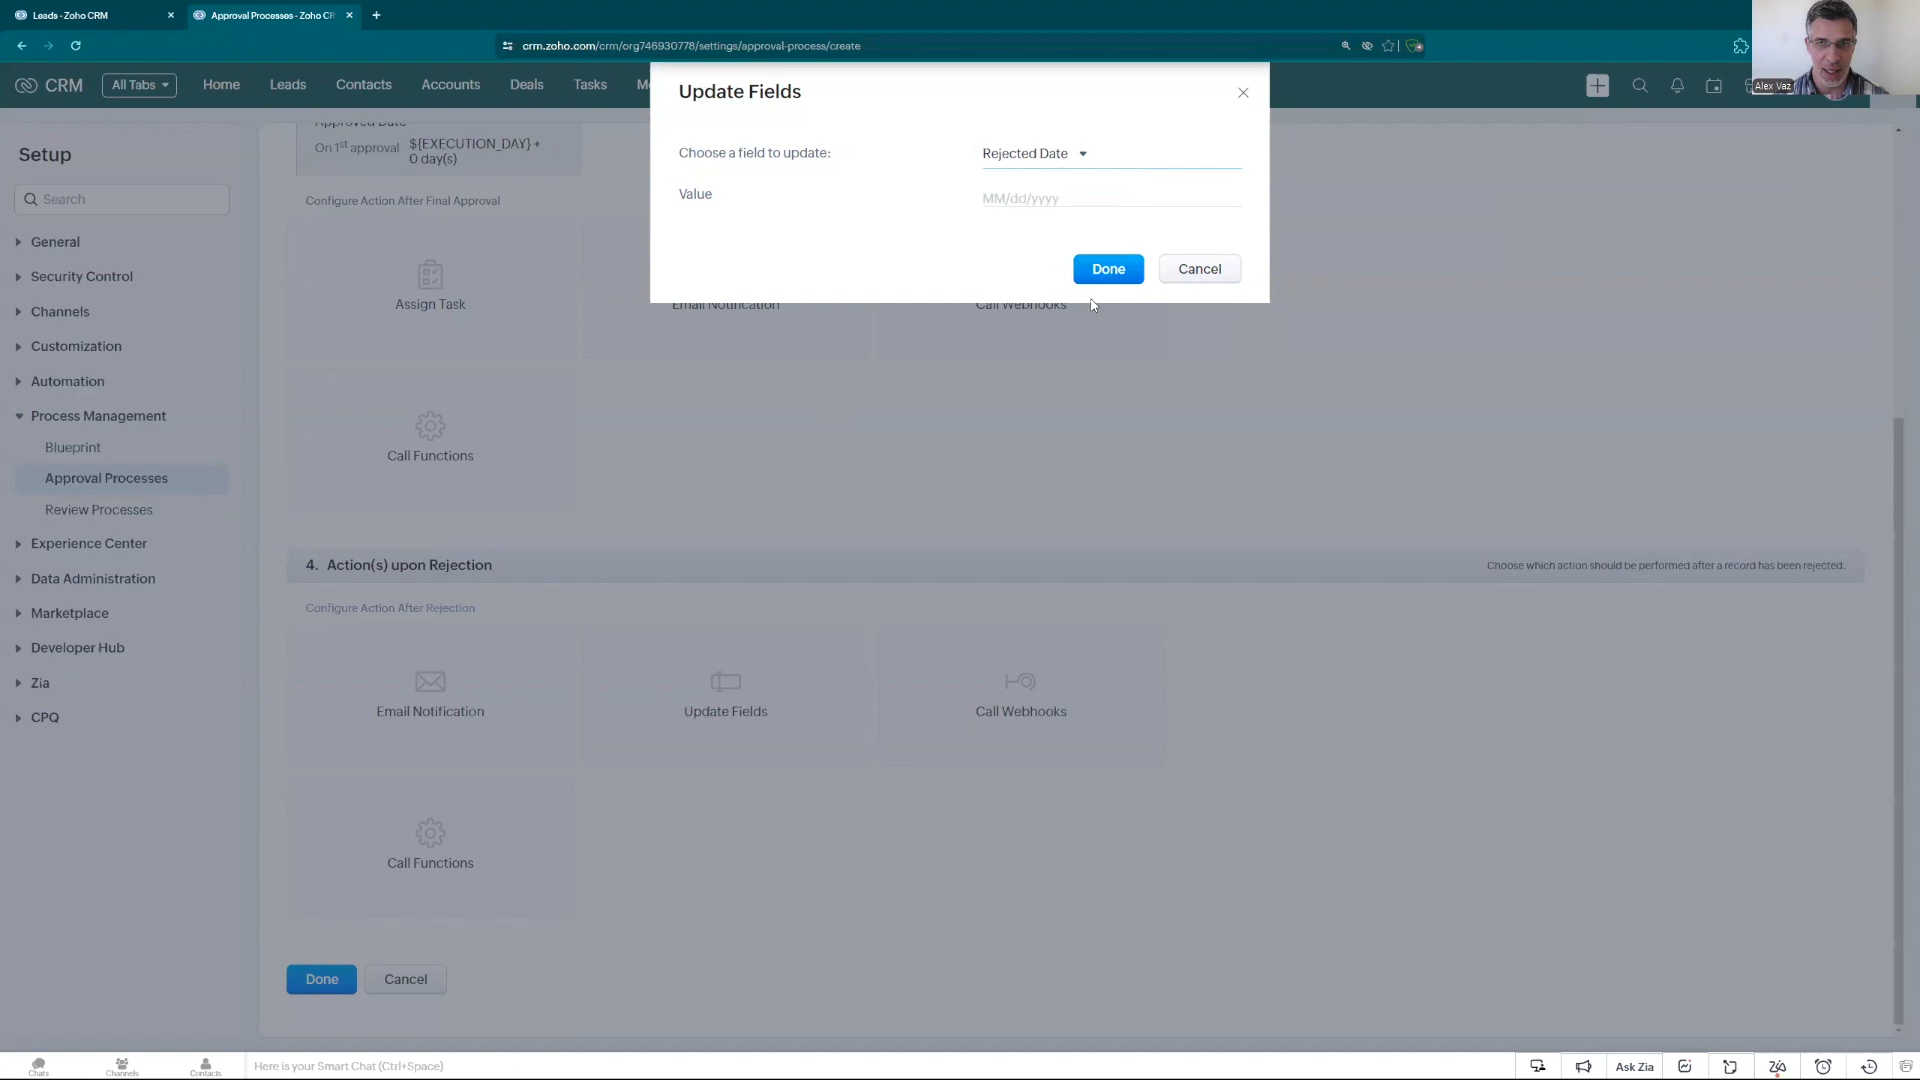 Leads - Zoho CRM
Approval Processes - Zoho CR
crm.zoho.com/crm/org746930778/settings/approval-process/create
CRM
All Tabs
Home
Leads
Contacts
Accounts
Deals
Tasks
Alex Vaz
Update Fields
Choose a field to update:
Rejected Date
Value
MM/dd/yyyy
Done
Cancel
Setup
Search
General
Security Control
Channels
Customization
Automation
Process Management
Blueprint
Approval Processes
Review Processes
Experience Center
Data Administration
Marketplace
Developer Hub
Zia
CPQ
Approved Date
On 1st approval
${EXECUTION_DAY} +
0 day(s)
Configure Action After Final Approval
Assign Task
Email Notification
Call Webhooks
Call Functions
4. Action(s) upon Rejection
Choose which action should be performed after a record has been rejected.
Configure Action After Rejection
Email Notification
Update Fields
Call Webhooks
Call Functions
Done
Cancel
Chats
Channels
Contacts
Here is your Smart Chat (Ctrl+Space)
Ask Zia